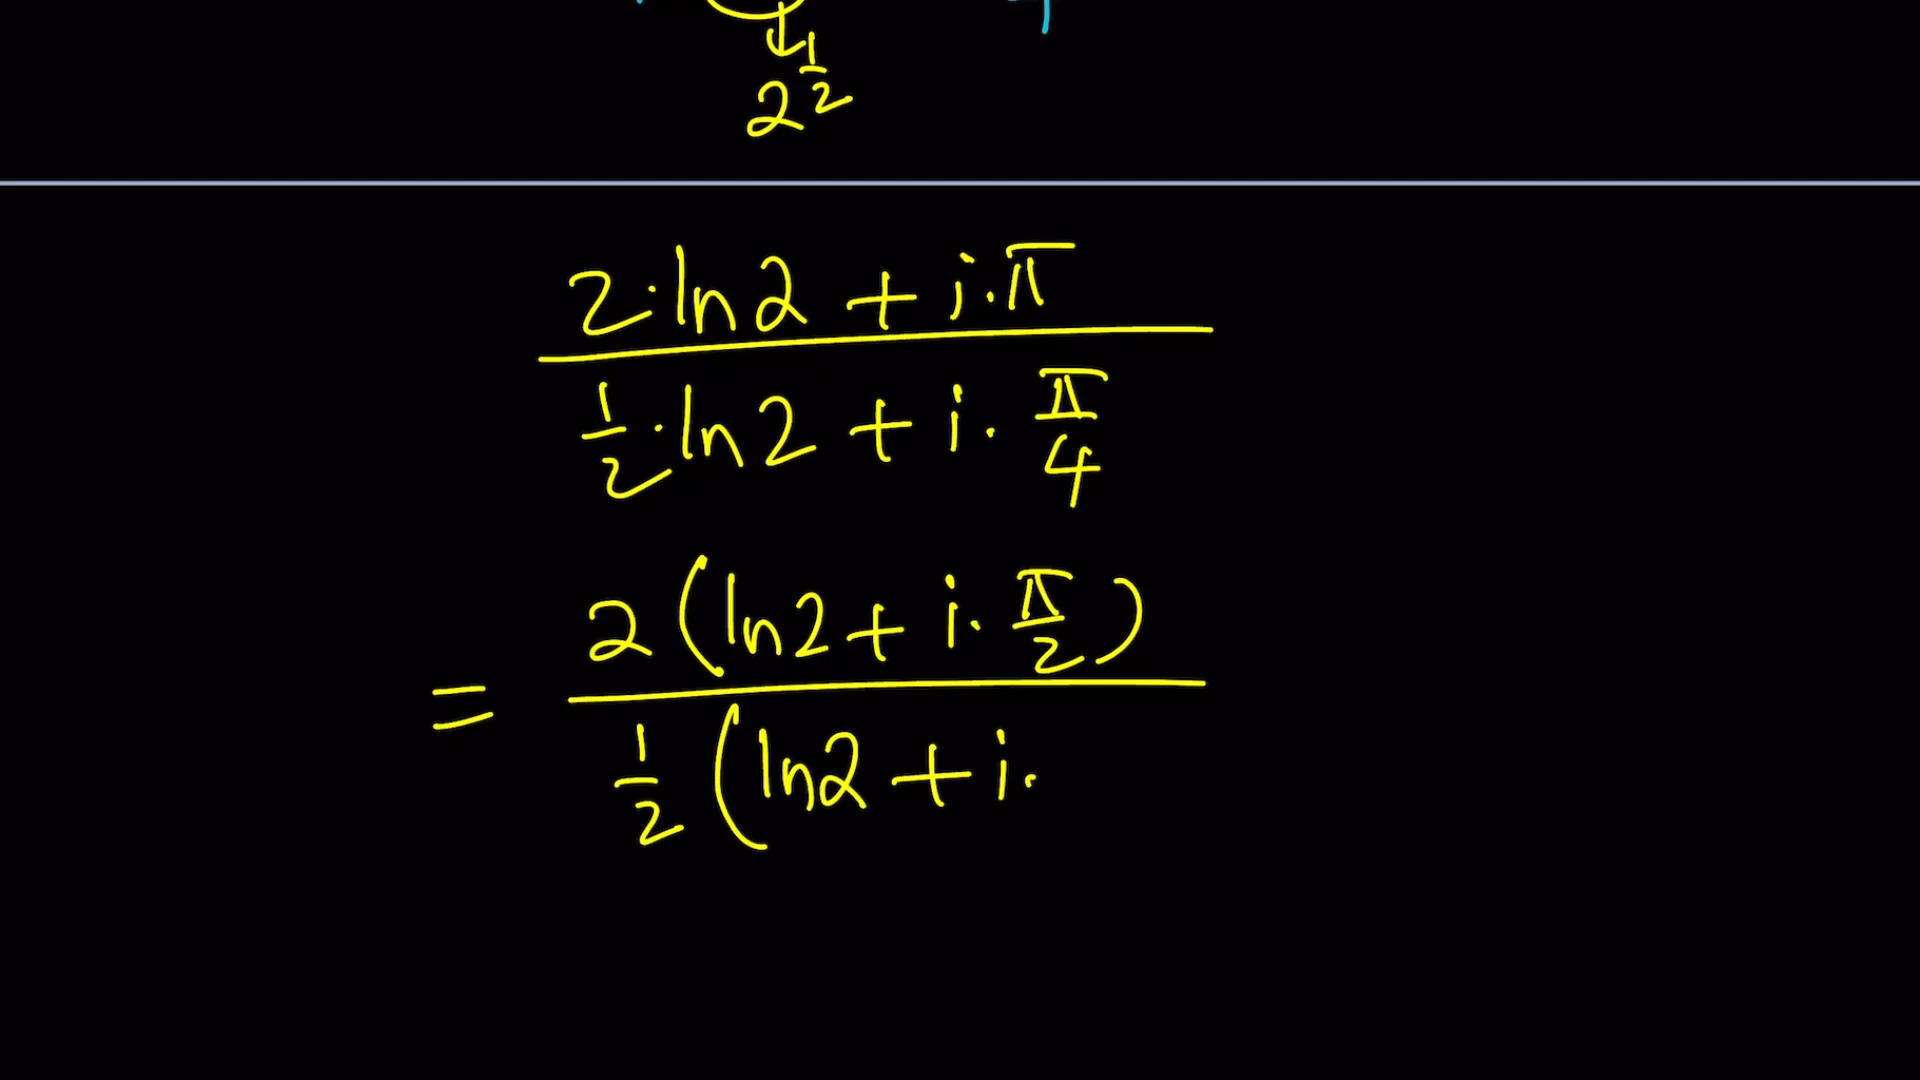 2^(1/2)
(2·ln2 + i·π) / (1/2·ln2 + i·π/4)
= 2(ln2 + i·π/2) / 1/2(ln2 + i·